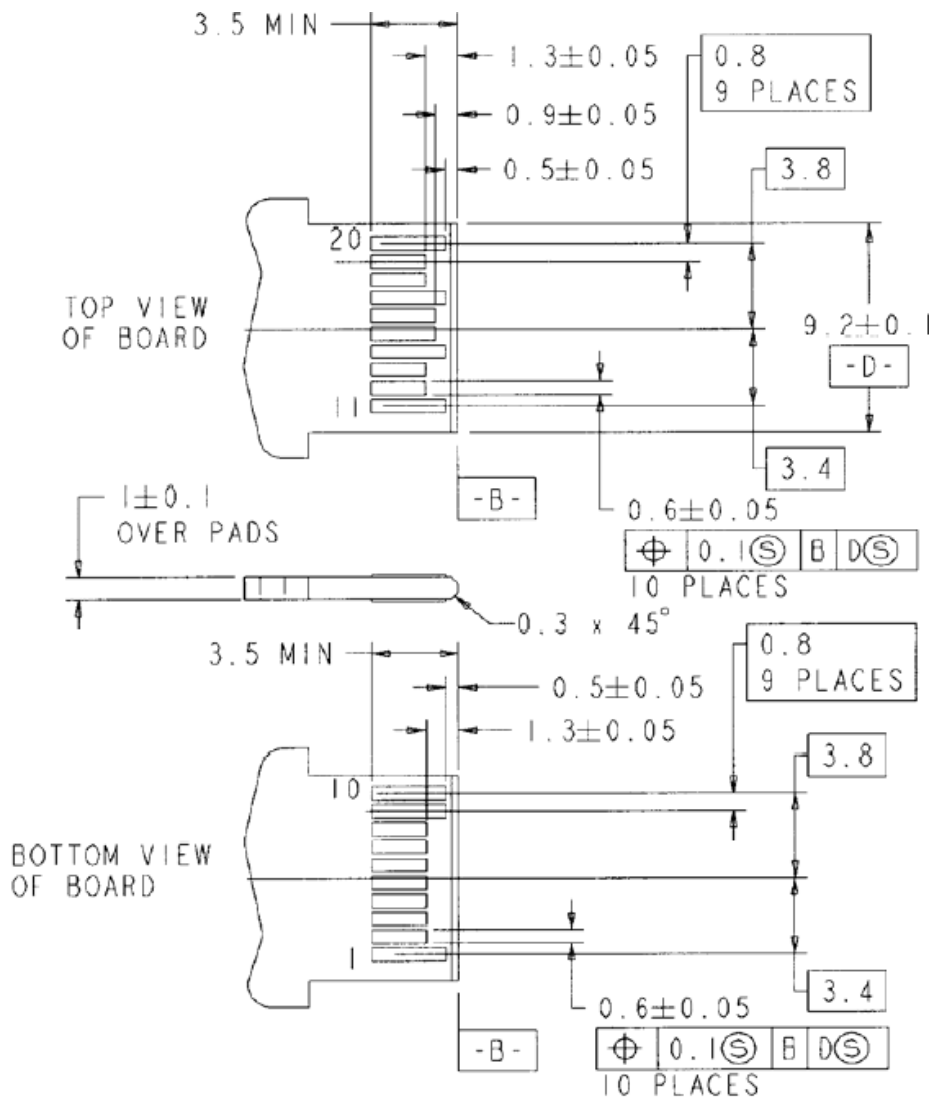 3.5 MIN
1.3±0.05
0.8
9 PLACES
0.9±0.05
0.5±0.05
3.8
20
TOP VIEW
OF BOARD
9.2±0.1
-D-
11
3.4
-B-
1±0.1
OVER PADS
0.6±0.05
⌖ 0.1Ⓢ B DⓈ
10 PLACES
0.3 x 45°
3.5 MIN
0.8
9 PLACES
0.5±0.05
1.3±0.05
3.8
10
BOTTOM VIEW
OF BOARD
1
3.4
0.6±0.05
-B-
⌖ 0.1Ⓢ B DⓈ
10 PLACES